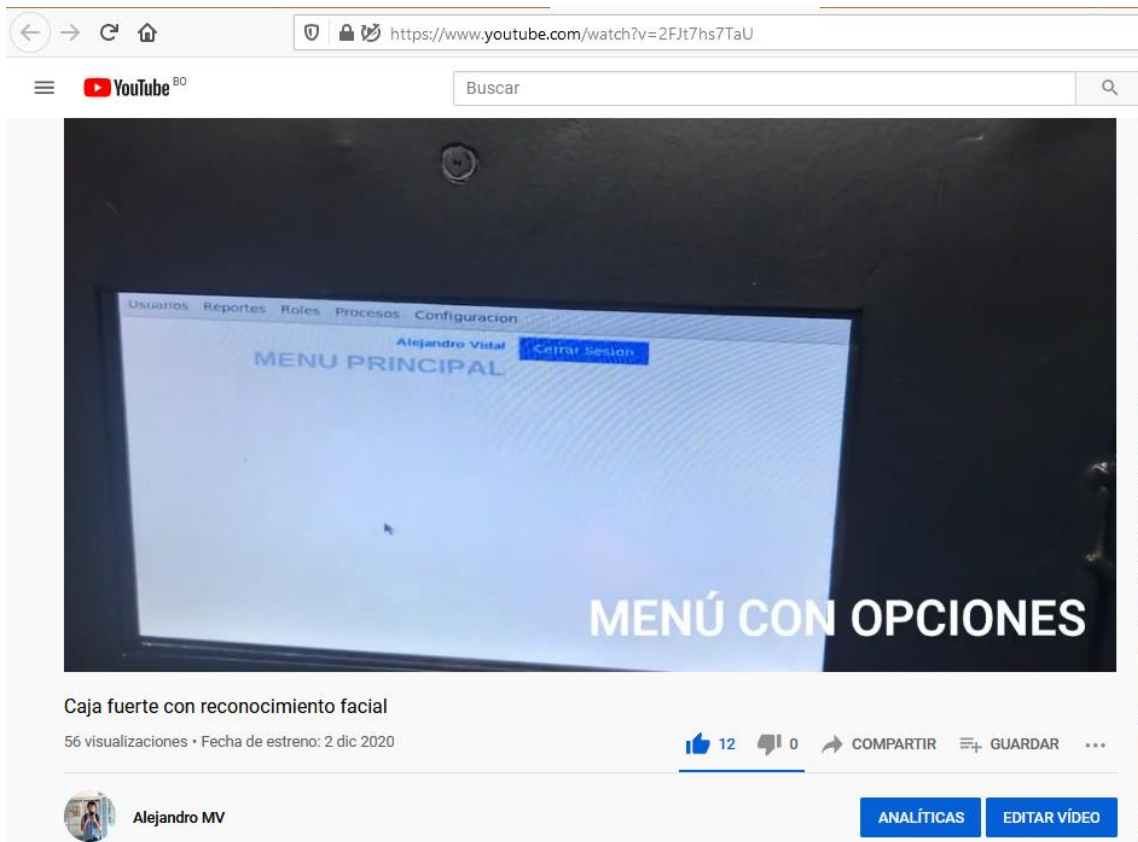 https://www.youtube.com/watch?v=2FJt7hs7TaU
YouTube BO
Buscar
Usuarios Reportes Roles Procesos Configuracion
Alejandro Vidal Cerrar Sesion
MENU PRINCIPAL
MENÚ CON OPCIONES
Caja fuerte con reconocimiento facial
56 visualizaciones • Fecha de estreno: 2 dic 2020
12 0 COMPARTIR GUARDAR
Alejandro MV
ANALÍTICAS EDITAR VÍDEO